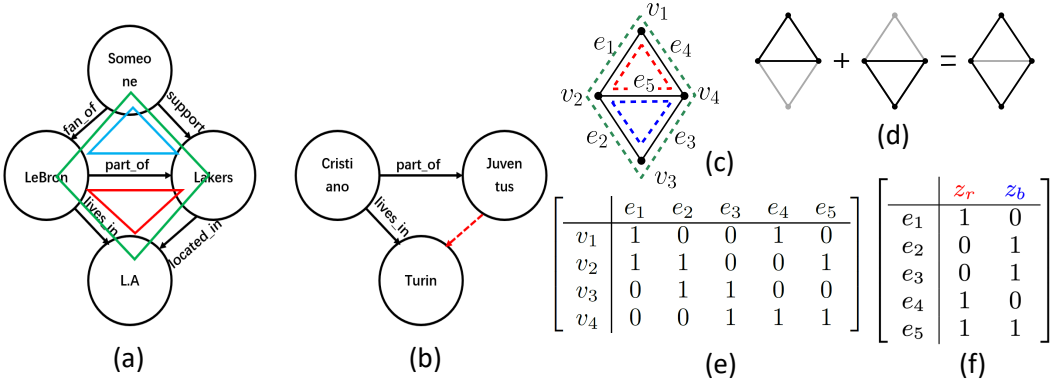 Someo
ne
fan_of
support
LeBron
part_of
Lakers
lives_in
located_in
L.A
(a)
Cristi
ano
part_of
Juven
tus
lives_in
Turin
(b)
v₁
e₁
e₄
v₂
e₅
v₄
e₂
e₃
v₃
(c)
+
=
(d)
e₁ e₂ e₃ e₄ e₅
v₁ 1 0 0 1 0
v₂ 1 1 0 0 1
v₃ 0 1 1 0 0
v₄ 0 0 1 1 1
(e)
z_r z_b
e₁ 1 0
e₂ 0 1
e₃ 0 1
e₄ 1 0
e₅ 1 1
(f)